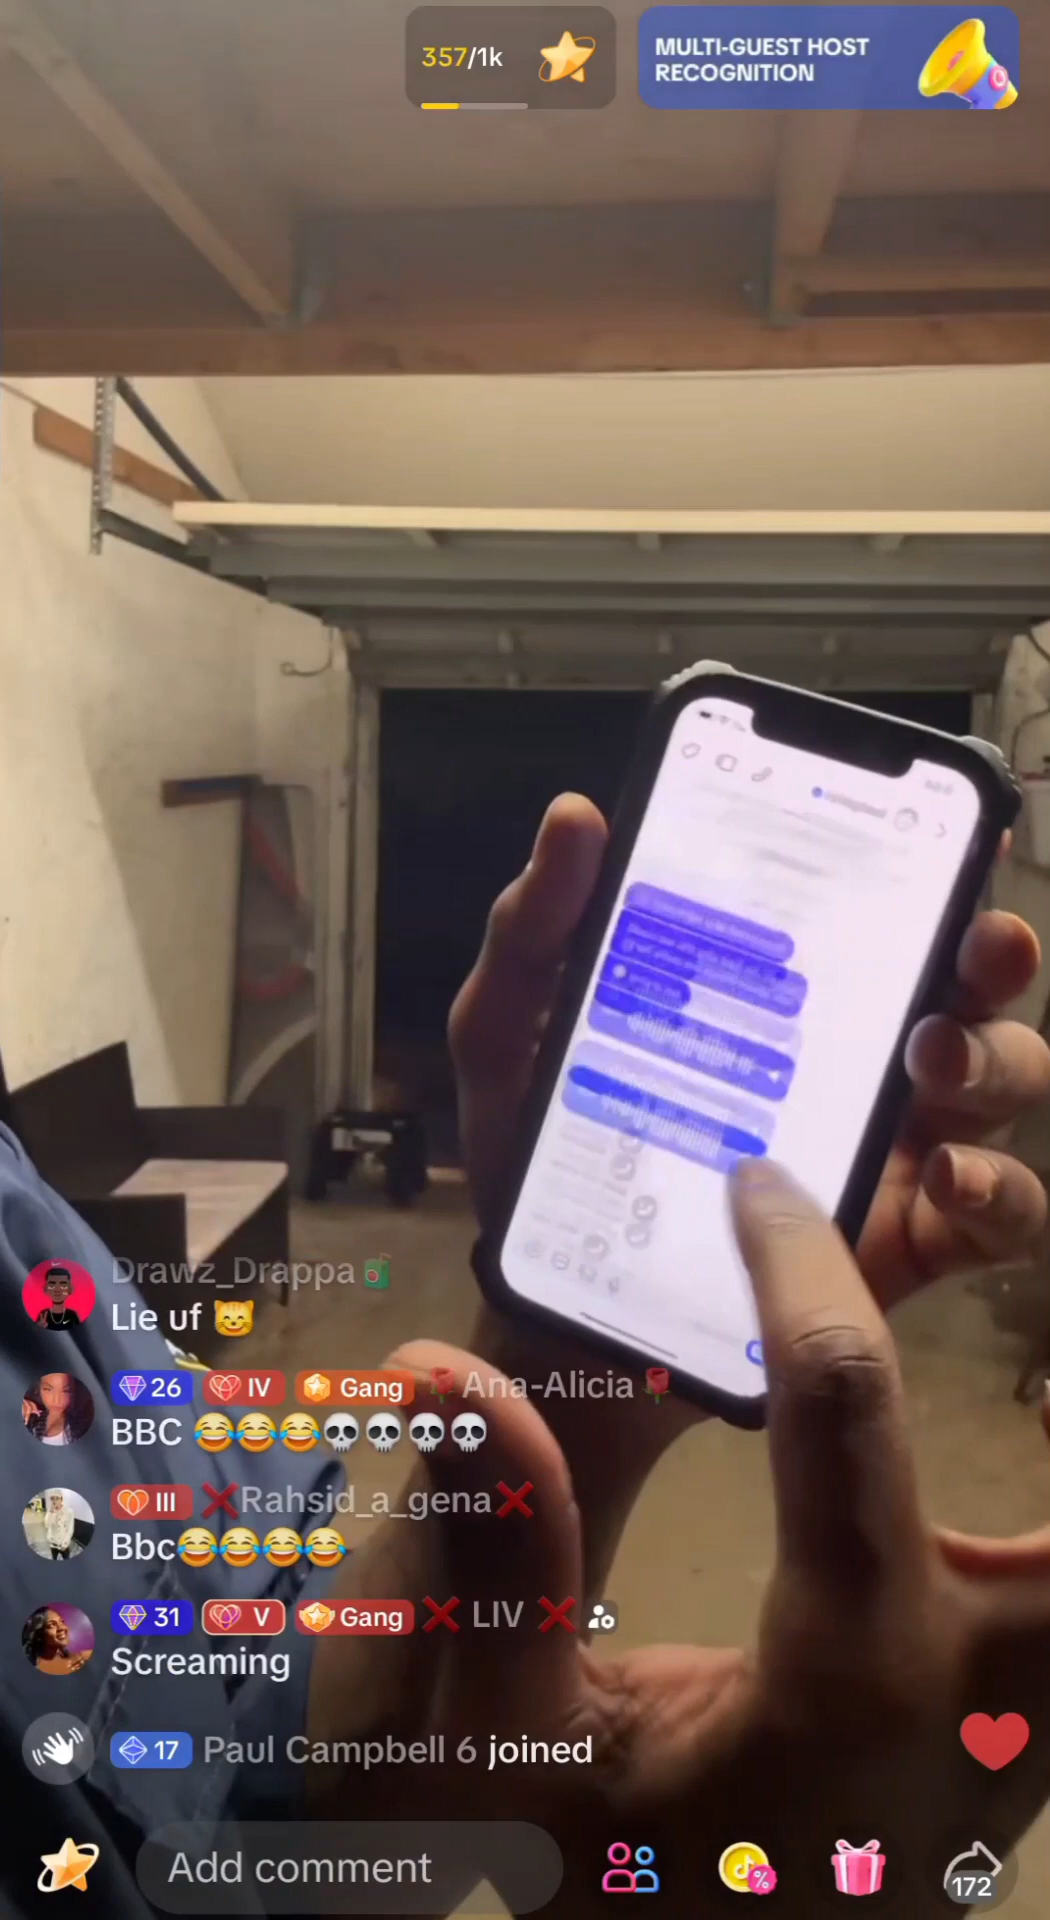 357/1k
MULTI-GUEST HOST
RECOGNITION
Drawz_Drappa🧃
Lie uf 😺
26 IV Gang 🌹Ana-Alicia🌹
BBC 😂😂😂💀💀💀💀
III ❌Rahsid_a_gena❌
Bbc😂😂😂😂
31 V Gang ❌ LIV ❌
Screaming
17 Paul Campbell 6 joined
Add comment
172